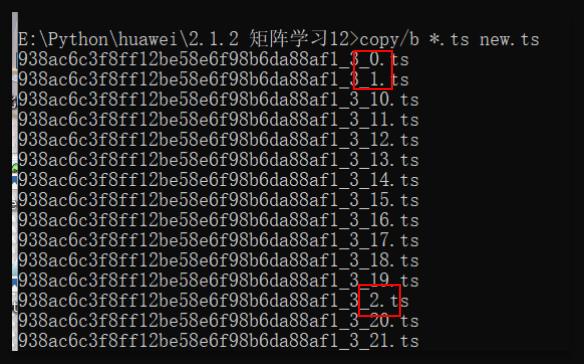 E:\Python\huawei\2.1.2 矩阵学习12>copy/b *.ts new.ts
938ac6c3f8ff12be58e6f98b6da88af1_3_0.ts
938ac6c3f8ff12be58e6f98b6da88af1_3_1.ts
938ac6c3f8ff12be58e6f98b6da88af1_3_10.ts
938ac6c3f8ff12be58e6f98b6da88af1_3_11.ts
938ac6c3f8ff12be58e6f98b6da88af1_3_12.ts
938ac6c3f8ff12be58e6f98b6da88af1_3_13.ts
938ac6c3f8ff12be58e6f98b6da88af1_3_14.ts
938ac6c3f8ff12be58e6f98b6da88af1_3_15.ts
938ac6c3f8ff12be58e6f98b6da88af1_3_16.ts
938ac6c3f8ff12be58e6f98b6da88af1_3_17.ts
938ac6c3f8ff12be58e6f98b6da88af1_3_18.ts
938ac6c3f8ff12be58e6f98b6da88af1_3_19.ts
938ac6c3f8ff12be58e6f98b6da88af1_3_2.ts
938ac6c3f8ff12be58e6f98b6da88af1_3_20.ts
938ac6c3f8ff12be58e6f98b6da88af1_3_21.ts